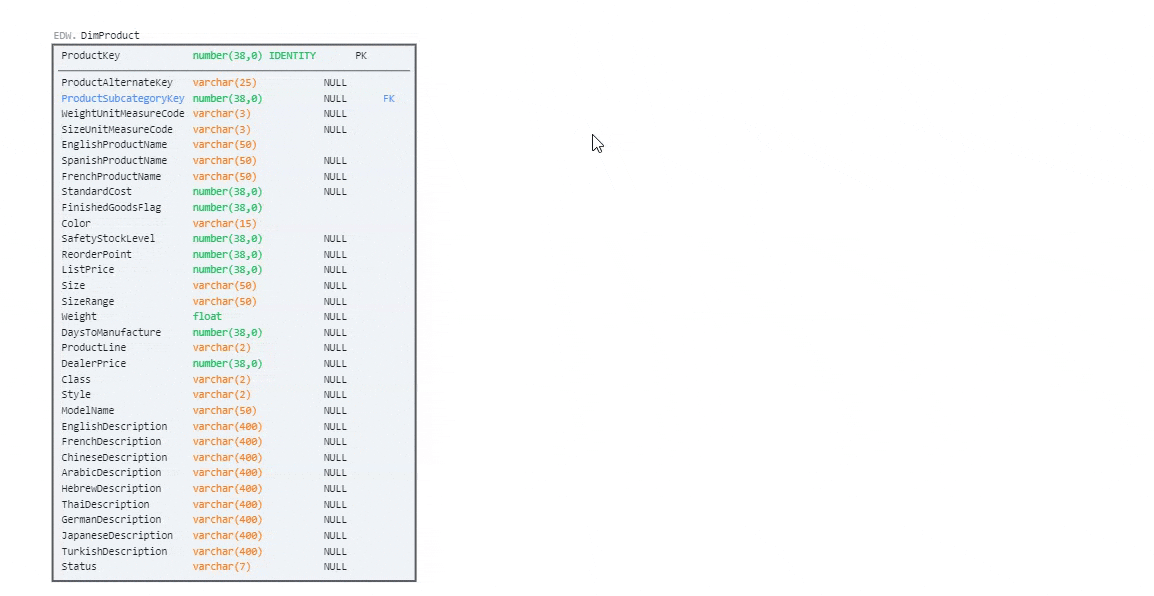 EDW. DimProduct
ProductKey number(38,0) IDENTITY PK
ProductAlternateKey varchar(25) NULL
ProductSubcategoryKey number(38,0) NULL FK
WeightUnitMeasureCode varchar(3) NULL
SizeUnitMeasureCode varchar(3) NULL
EnglishProductName varchar(50)
SpanishProductName varchar(50) NULL
FrenchProductName varchar(50) NULL
StandardCost number(38,0) NULL
FinishedGoodsFlag number(38,0)
Color varchar(15)
SafetyStockLevel number(38,0) NULL
ReorderPoint number(38,0) NULL
ListPrice number(38,0) NULL
Size varchar(50) NULL
SizeRange varchar(50) NULL
Weight float NULL
DaysToManufacture number(38,0) NULL
ProductLine varchar(2) NULL
DealerPrice number(38,0) NULL
Class varchar(2) NULL
Style varchar(2) NULL
ModelName varchar(50) NULL
EnglishDescription varchar(400) NULL
FrenchDescription varchar(400) NULL
ChineseDescription varchar(400) NULL
ArabicDescription varchar(400) NULL
HebrewDescription varchar(400) NULL
ThaiDescription varchar(400) NULL
GermanDescription varchar(400) NULL
JapaneseDescription varchar(400) NULL
TurkishDescription varchar(400) NULL
Status varchar(7) NULL